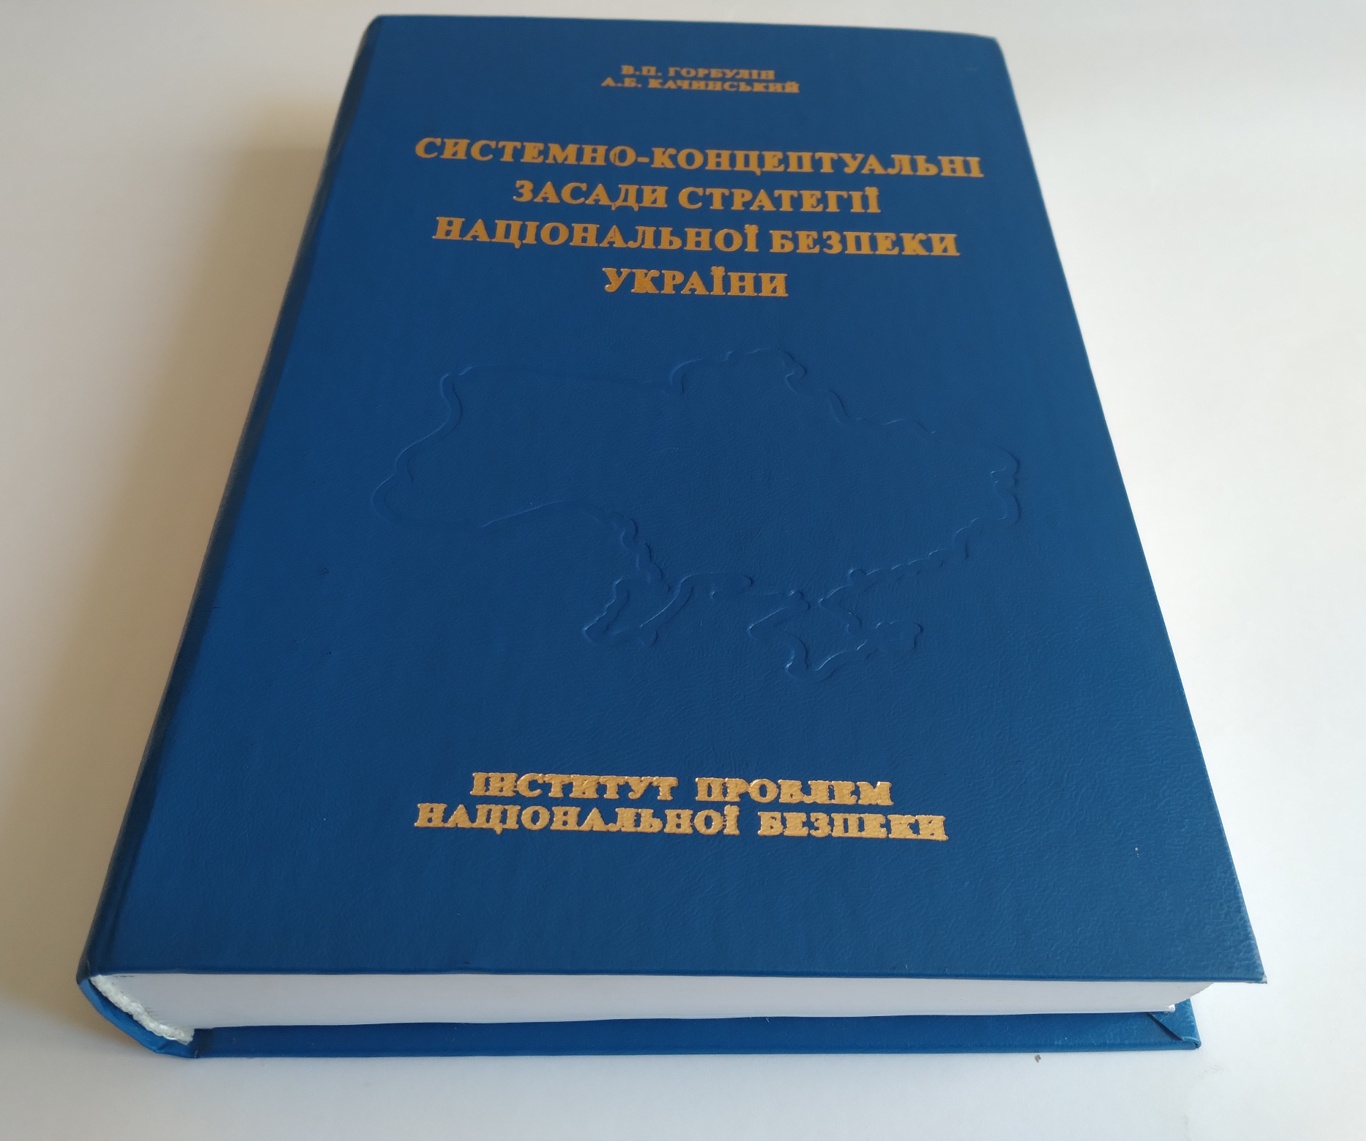 В.П. ГОРБУЛІН
А.Б. КАЧИНСЬКИЙ
СИСТЕМНО-КОНЦЕПТУАЛЬНІ
ЗАСАДИ СТРАТЕГІЇ
НАЦІОНАЛЬНОЇ БЕЗПЕКИ
УКРАЇНИ
ІНСТИТУТ ПРОБЛЕМ
НАЦІОНАЛЬНОЇ БЕЗПЕКИ